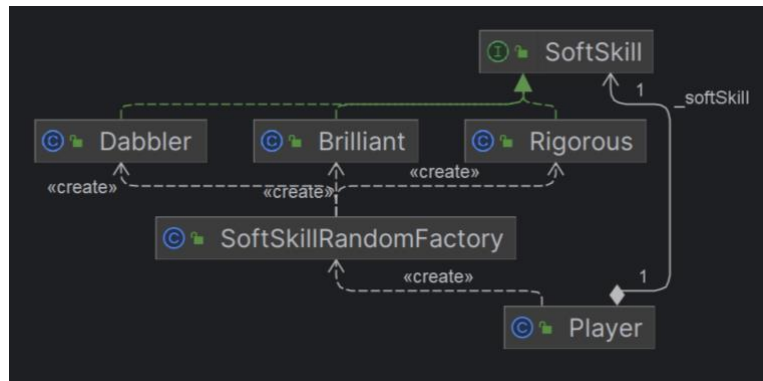 SoftSkill
1
_softSkill
Dabbler
Brilliant
Rigorous
«create»
«create»
«create»
SoftSkillRandomFactory
«create»
1
Player